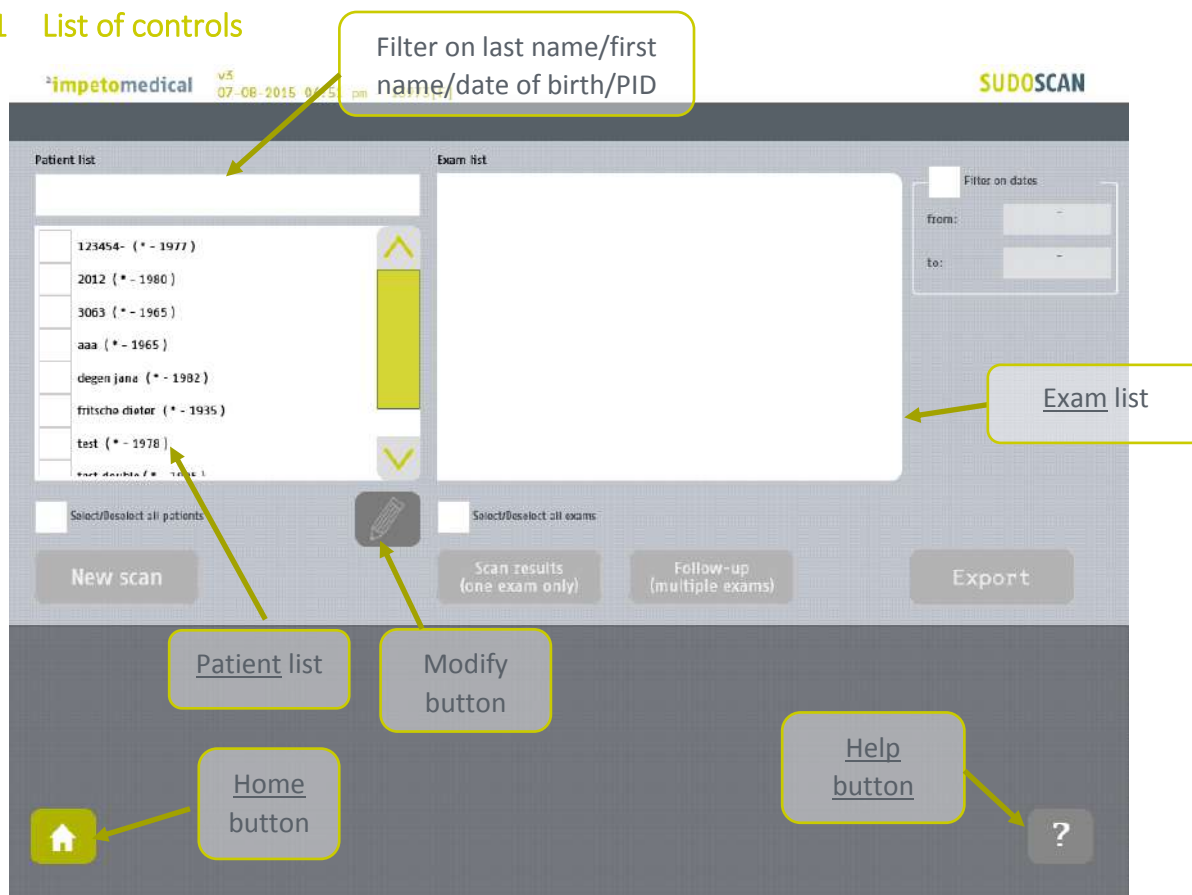 1 List of controls
Filter on last name/first
name/date of birth/PID
impetomedical
v3
07-08-2015
pm
SUDOSCAN
Patient list
Exam list
Filter on dates
from: -
to: -
123454- (* - 1977)
2012 (* - 1980)
3063 (* - 1965)
aaa (* - 1965)
degen jana (* - 1982)
fritsche dieter (* - 1935)
test (* - 1978)
Exam list
Select/Deselect all patients
Select/Deselect all exams
New scan
Scan results
(one exam only)
Follow-up
(multiple exams)
Export
Patient list
Modify
button
Home
button
Help
button
?